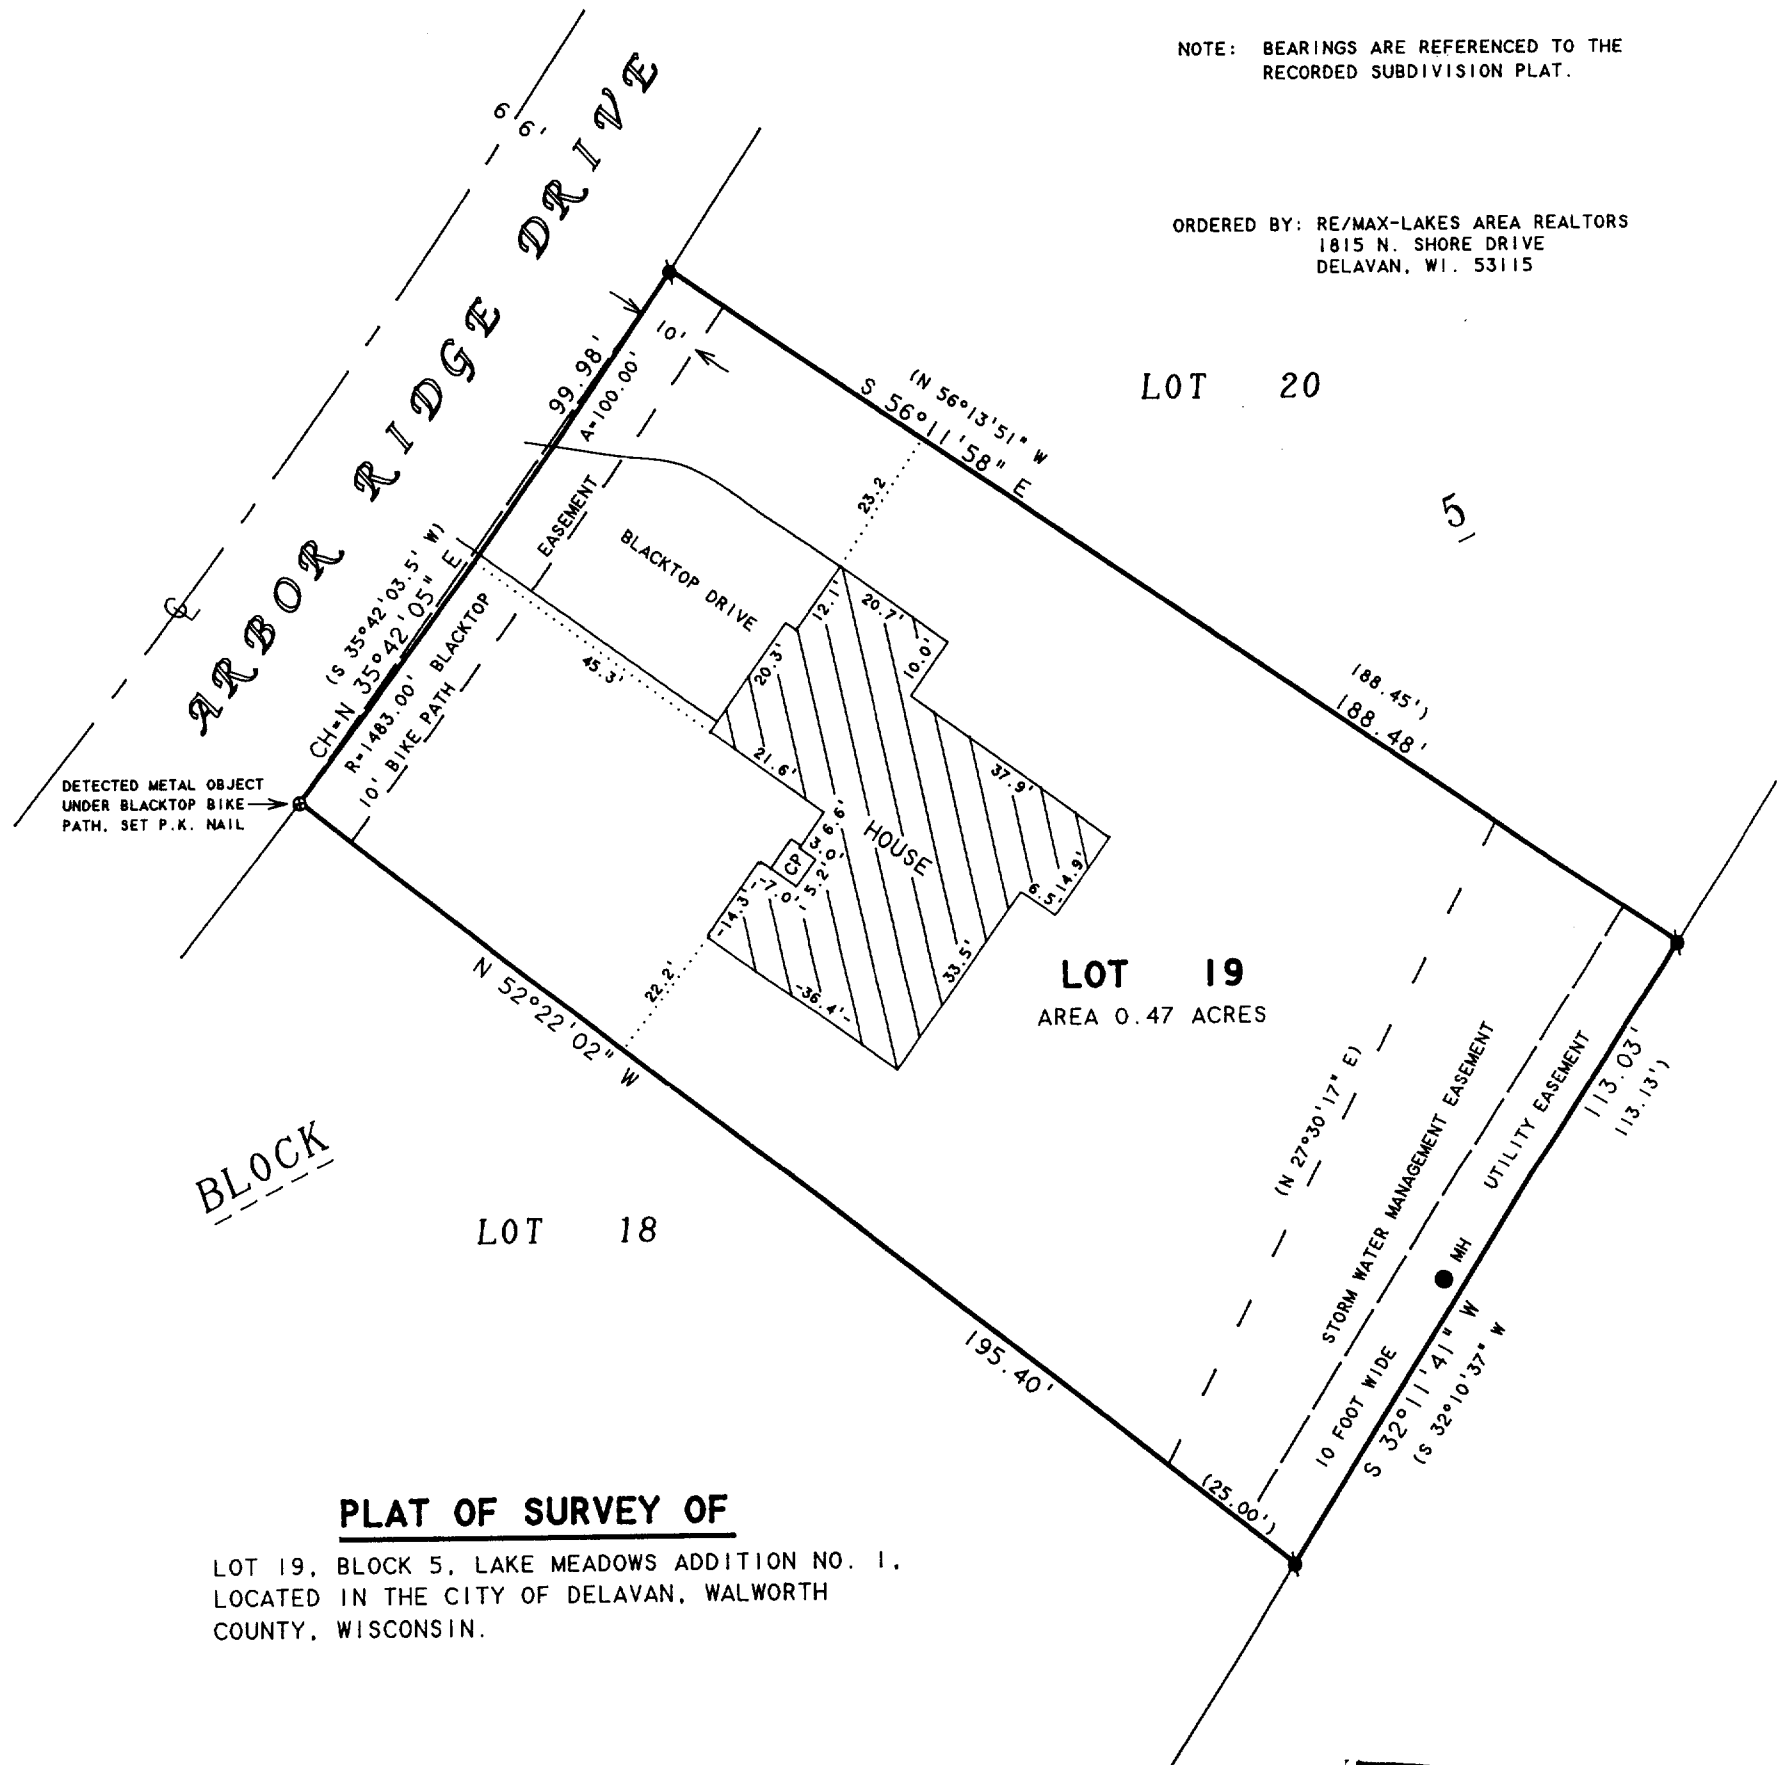 NOTE: BEARINGS ARE REFERENCED TO THE
RECORDED SUBDIVISION PLAT.
ORDERED BY: RE/MAX-LAKES AREA REALTORS
1815 N. SHORE DRIVE
DELAVAN, WI. 53115
66'
ARBOR RIDGE DRIVE
LOT 20
10'
99.98'
A=100.00'
(N 56°13'51" W
S 56°11'58" E
188.45')
188.48'
5
(S 35°42'03.5' W)
CH=N 35°42'05" E
R=1483.00'
BLACKTOP
10' BIKE PATH
EASEMENT
BLACKTOP DRIVE
23.2
45.3'
12.1'
20.7'
10.0'
20.3'
21.6'
37.9'
6.6'
3.0'
CP
5.2'
-7.0'-
-14.3'-
HOUSE
14.9'
6.5'
33.5'
-36.4'-
22.2'
DETECTED METAL OBJECT
UNDER BLACKTOP BIKE
PATH. SET P.K. NAIL
LOT 19
AREA 0.47 ACRES
N 52°22'02" W
195.40'
(25.00')
(N 27°30'17" E)
STORM WATER MANAGEMENT EASEMENT
10 FOOT WIDE
UTILITY EASEMENT
MH
113.03'
113.13')
S 32°11'41" W
(S 32°10'37" W
BLOCK
LOT 18
PLAT OF SURVEY OF
LOT 19, BLOCK 5, LAKE MEADOWS ADDITION NO. 1,
LOCATED IN THE CITY OF DELAVAN, WALWORTH
COUNTY, WISCONSIN.